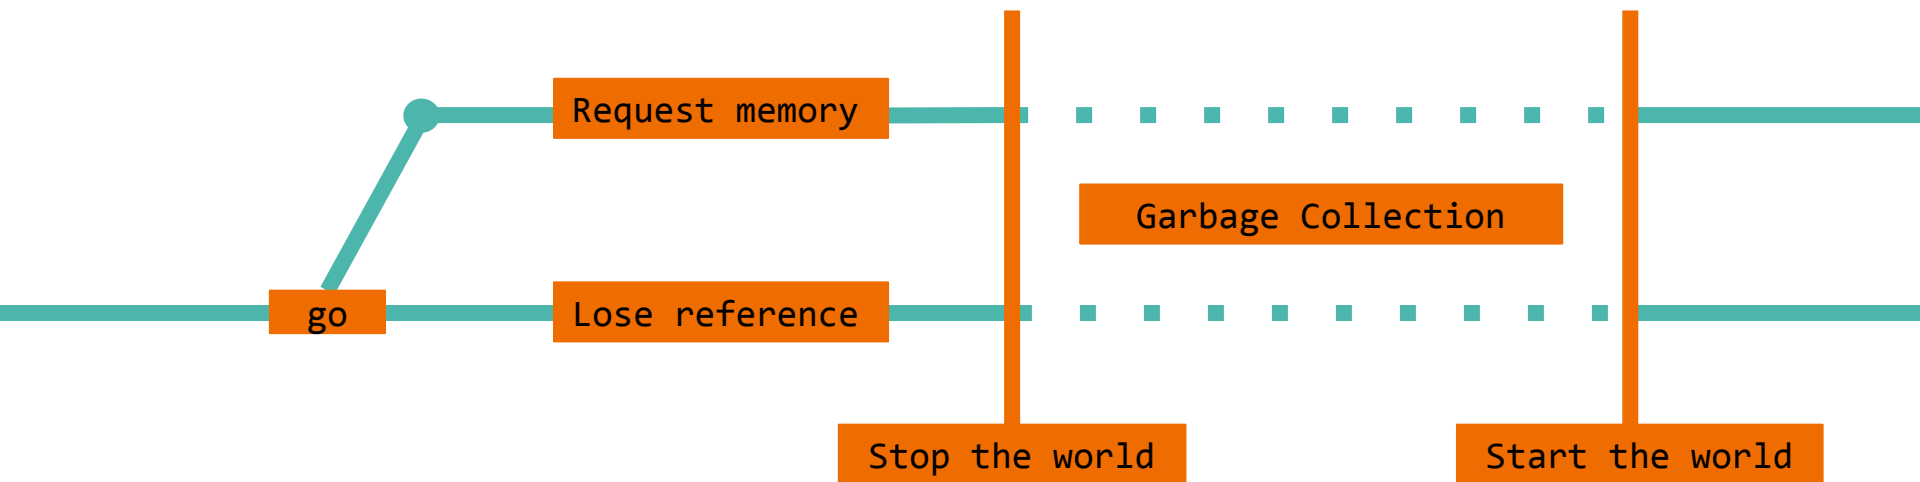 Request memory
Garbage Collection
go
Lose reference
Stop the world
Start the world